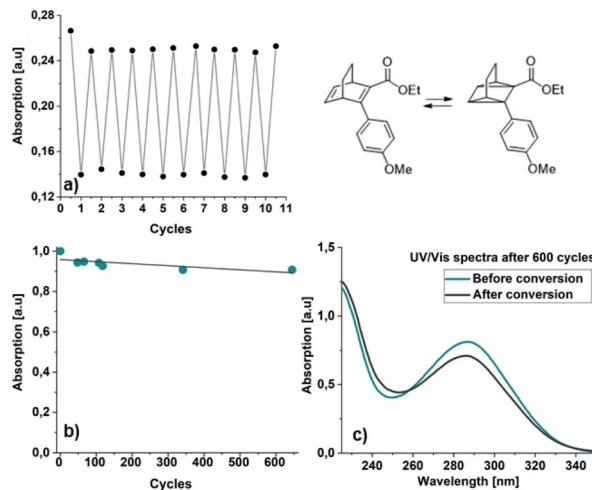 Absorption [a.u]
0,28
0,24
0,20
0,16
0,12
a)
0 1 2 3 4 5 6 7 8 9 10 11
Cycles
O
OEt
OMe
O
OEt
OMe
Absorption [a.u]
1,0
0,8
0,6
0,4
0,2
0,0
b)
0 100 200 300 400 500 600
Cycles
Absorption [a.u]
1,5
1,0
0,5
0,0
UV/Vis spectra after 600 cycles
Before conversion
After conversion
c)
240 260 280 300 320 340
Wavelength [nm]